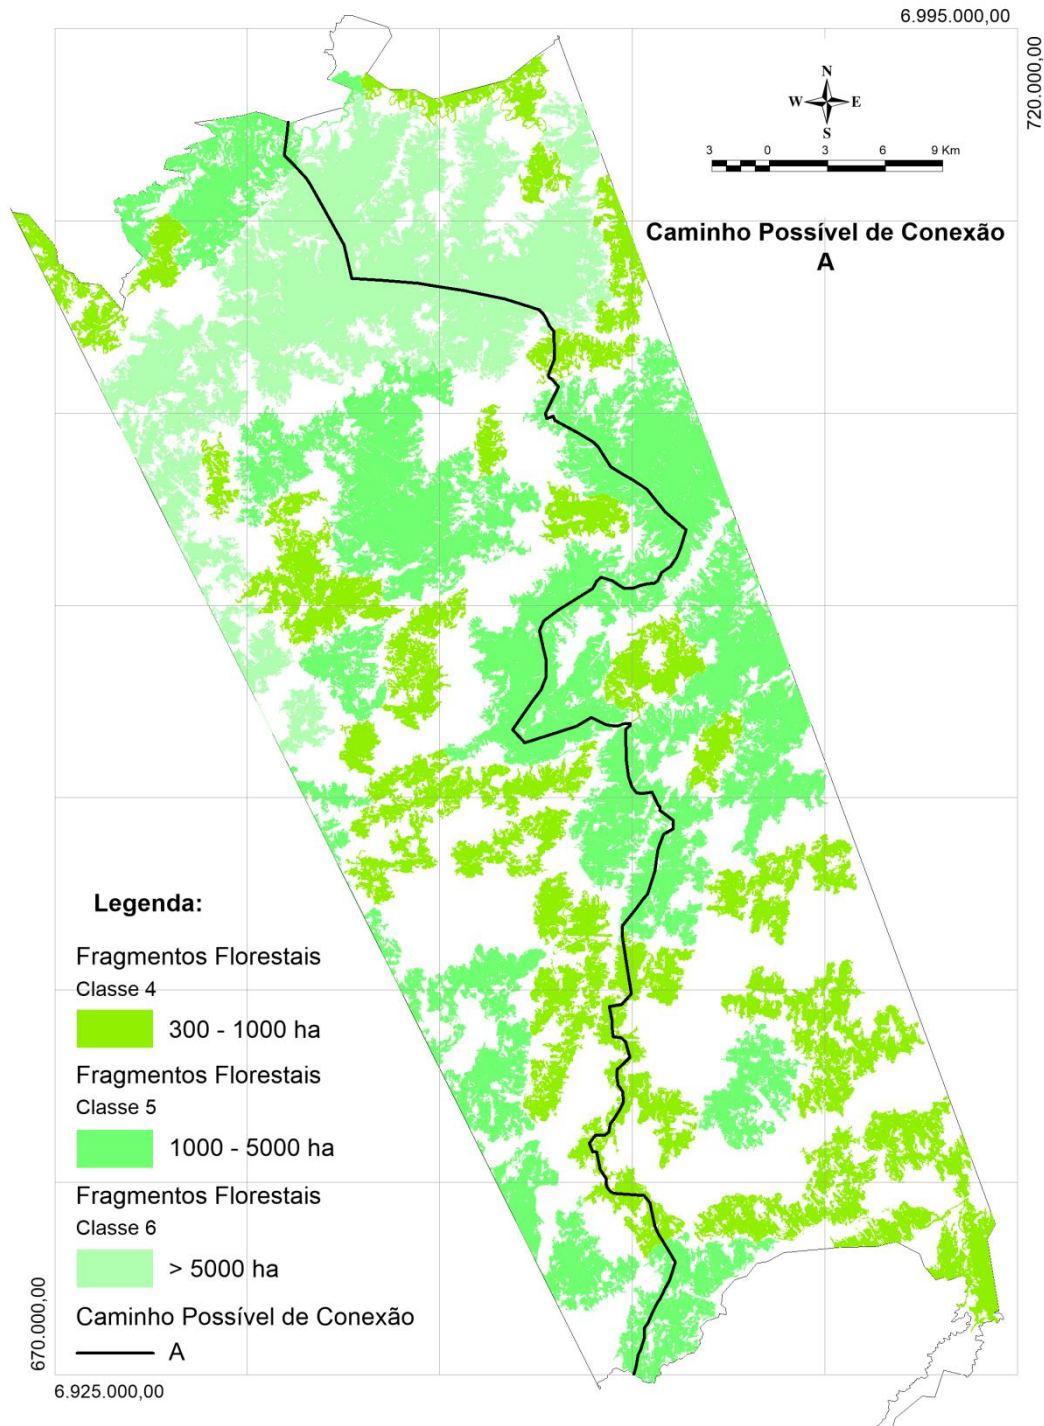 6.995.000,00
720.000,00
N
W E
S
3 0 3 6 9 Km
Caminho Possível de Conexão
A
Legenda:
Fragmentos Florestais
Classe 4
300 - 1000 ha
Fragmentos Florestais
Classe 5
1000 - 5000 ha
Fragmentos Florestais
Classe 6
> 5000 ha
Caminho Possível de Conexão
A
670.000,00
6.925.000,00